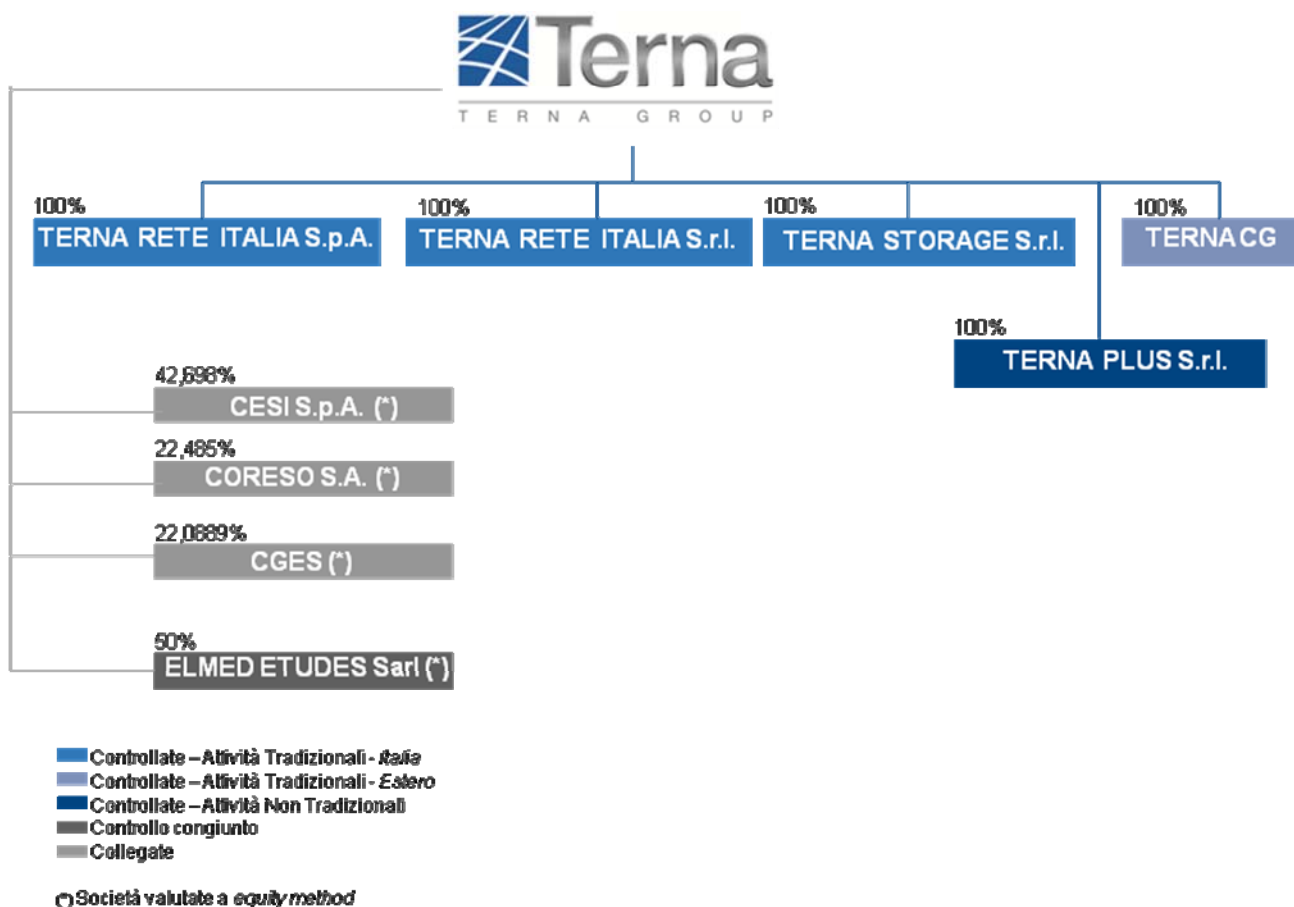 Terna
TERNA GROUP
100%
TERNA RETE ITALIA S.p.A.
100%
TERNA RETE ITALIA S.r.l.
100%
TERNA STORAGE S.r.l.
100%
TERNA CG
100%
TERNA PLUS S.r.l.
42,698%
CESI S.p.A. (*)
22,485%
CORESO S.A. (*)
22,0889%
CGES (*)
50%
ELMED ETUDES Sarl (*)
Controllate – Attività Tradizionali - Italia
Controllate – Attività Tradizionali - Estero
Controllate – Attività Non Tradizionali
Controllo congiunto
Collegate
(*) Società valutate a equity method